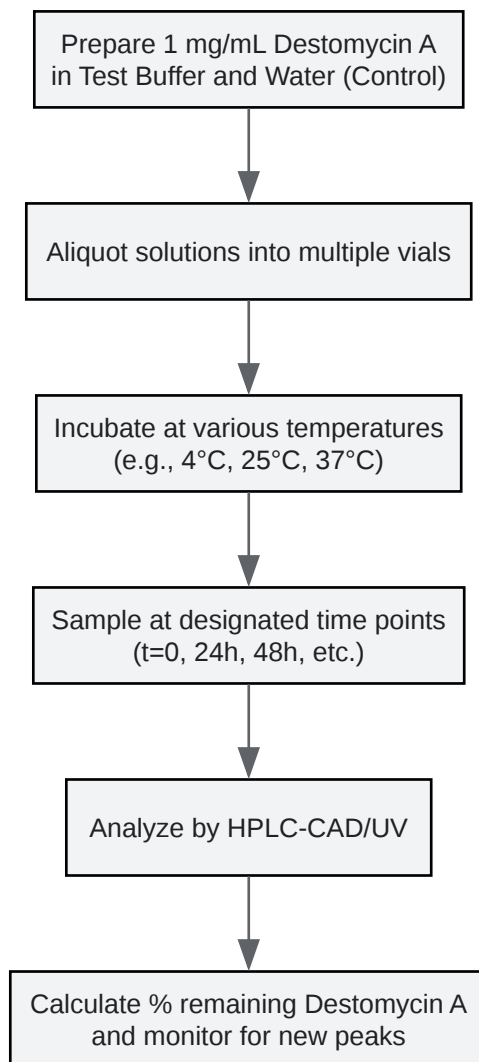 Prepare 1 mg/mL Destomycin A
in Test Buffer and Water (Control)
Aliquot solutions into multiple vials
Incubate at various temperatures
(e.g., 4°C, 25°C, 37°C)
Sample at designated time points
(t=0, 24h, 48h, etc.)
Analyze by HPLC-CAD/UV
Calculate % remaining Destomycin A
and monitor for new peaks